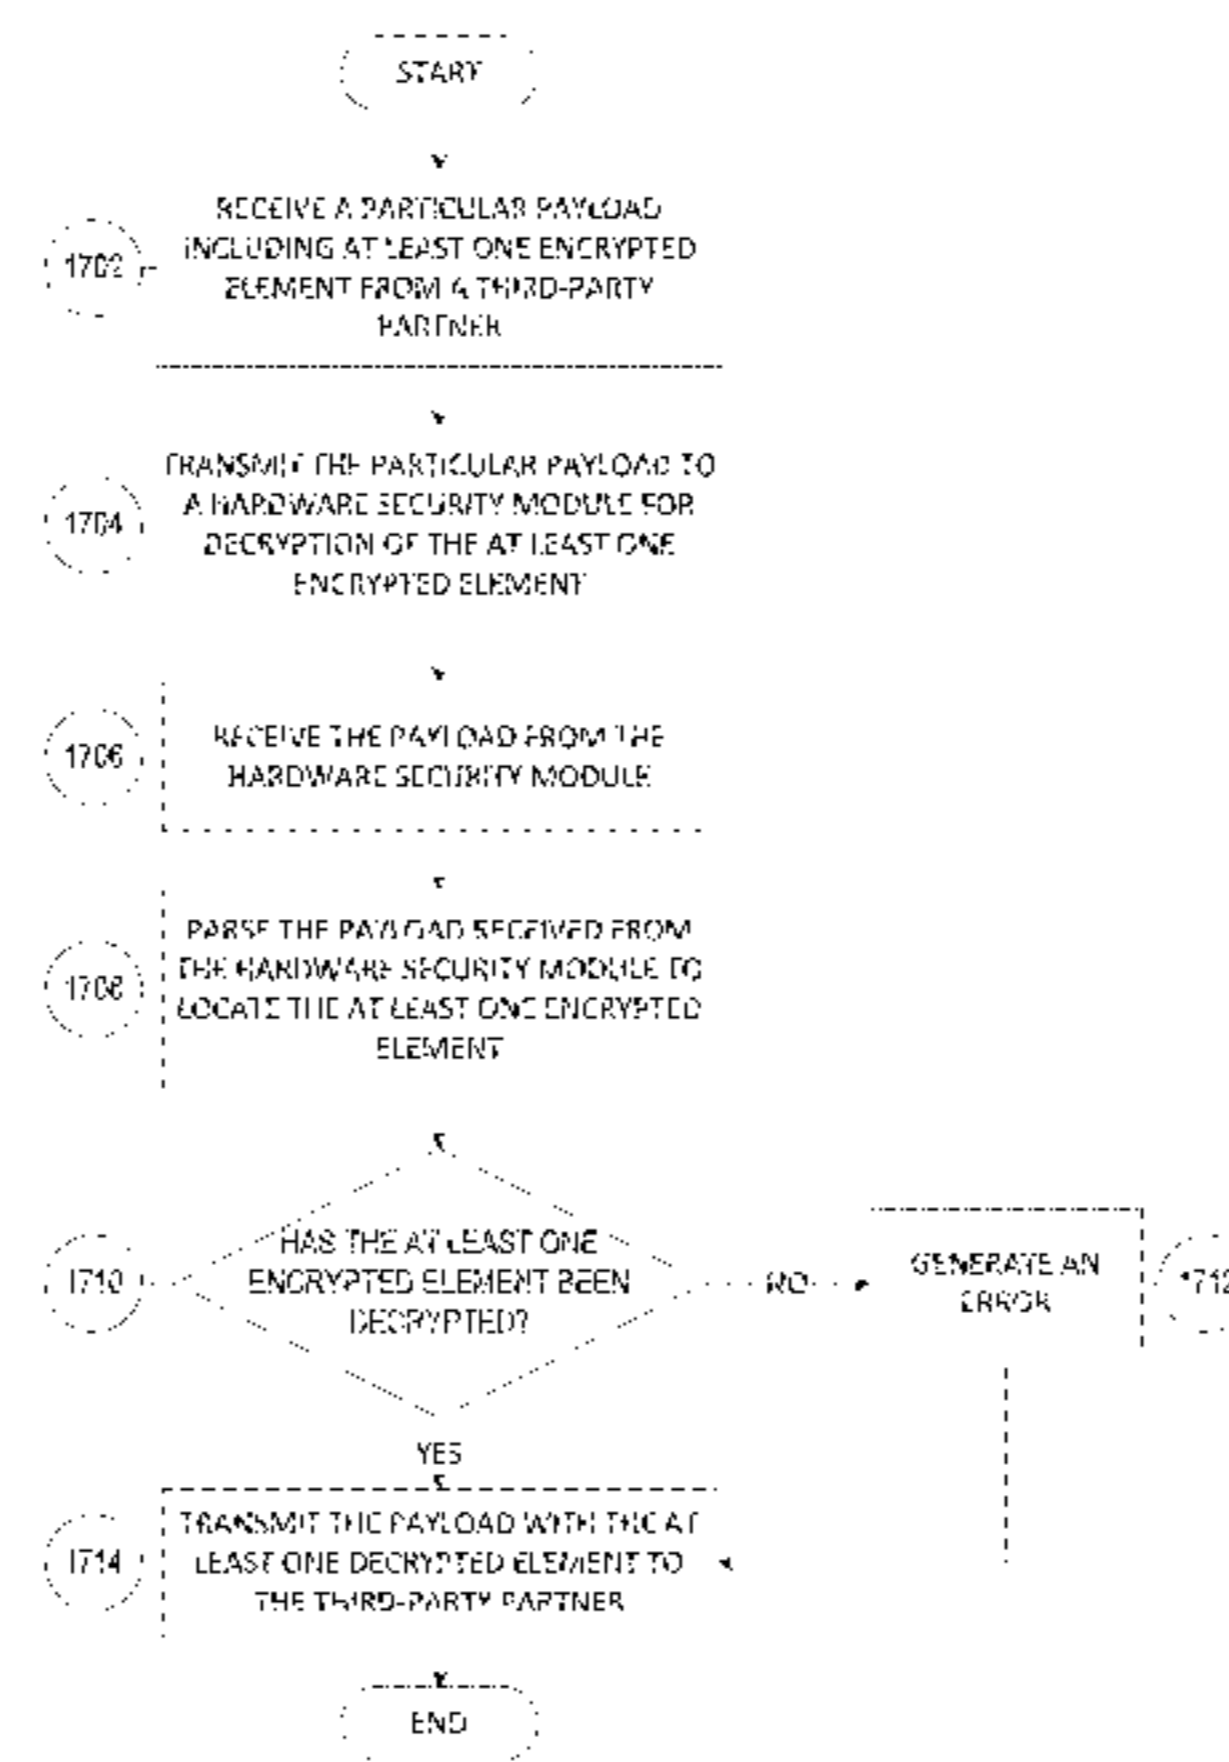 START
1702
RECEIVE A PARTICULAR PAYLOAD
INCLUDING AT LEAST ONE ENCRYPTED
ELEMENT FROM A THIRD-PARTY
PARTNER
1704
TRANSMIT THE PARTICULAR PAYLOAD TO
A HARDWARE SECURITY MODULE FOR
DECRYPTION OF THE AT LEAST ONE
ENCRYPTED ELEMENT
1706
RECEIVE THE PAYLOAD FROM THE
HARDWARE SECURITY MODULE
1708
PARSE THE PAYLOAD RECEIVED FROM
THE HARDWARE SECURITY MODULE TO
LOCATE THE AT LEAST ONE ENCRYPTED
ELEMENT
1710
HAS THE AT LEAST ONE
ENCRYPTED ELEMENT BEEN
DECRYPTED?
NO
GENERATE AN
ERROR
1712
YES
1714
TRANSMIT THE PAYLOAD WITH THE AT
LEAST ONE DECRYPTED ELEMENT TO
THE THIRD-PARTY PARTNER
END